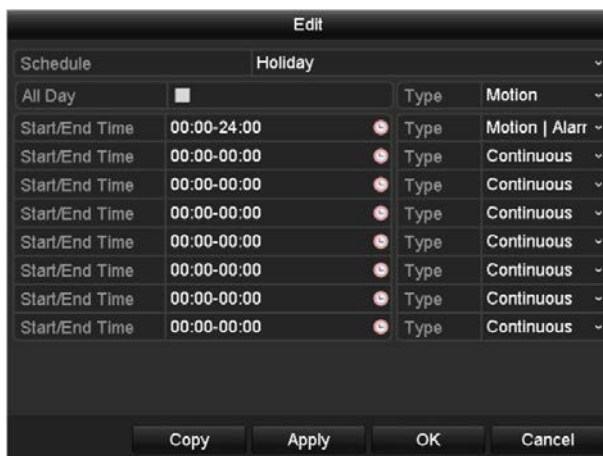 Edit
Schedule Holiday
All Day Type Motion
Start/End Time 00:00-24:00 Type Motion | Alarr
Start/End Time 00:00-00:00 Type Continuous
Start/End Time 00:00-00:00 Type Continuous
Start/End Time 00:00-00:00 Type Continuous
Start/End Time 00:00-00:00 Type Continuous
Start/End Time 00:00-00:00 Type Continuous
Start/End Time 00:00-00:00 Type Continuous
Start/End Time 00:00-00:00 Type Continuous
Copy Apply OK Cancel